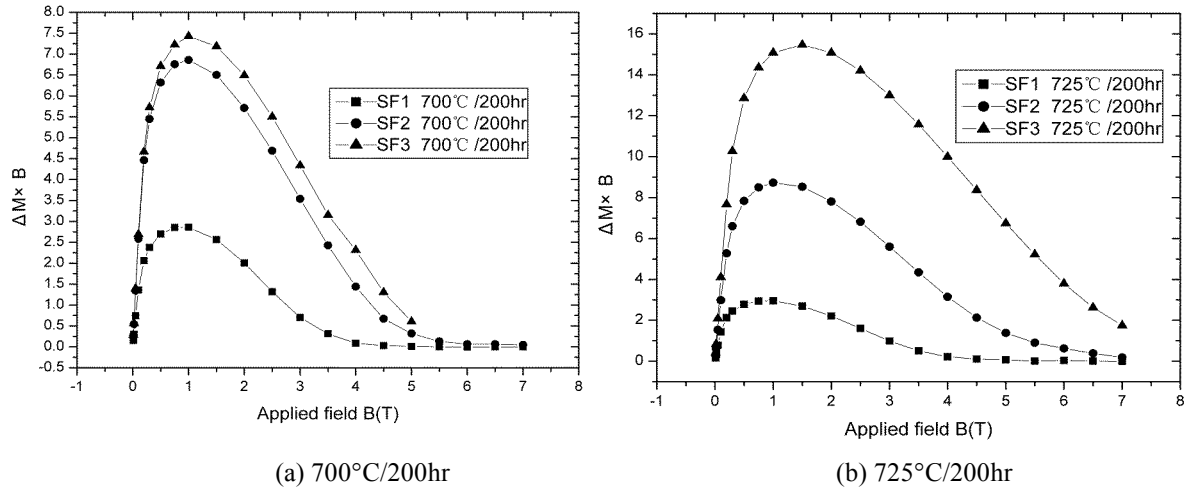 8.0
7.5
7.0
6.5
6.0
5.5
5.0
4.5
4.0
3.5
3.0
2.5
2.0
1.5
1.0
0.5
0.0
-0.5
ΔM× B
SF1 700℃/200hr
SF2 700℃/200hr
SF3 700℃/200hr
-1 0 1 2 3 4 5 6 7 8
Applied field B(T)
(a) 700°C/200hr
16
14
12
10
8
6
4
2
0
ΔM× B
SF1 725℃/200hr
SF2 725℃/200hr
SF3 725℃/200hr
-1 0 1 2 3 4 5 6 7 8
Applied field B(T)
(b) 725°C/200hr